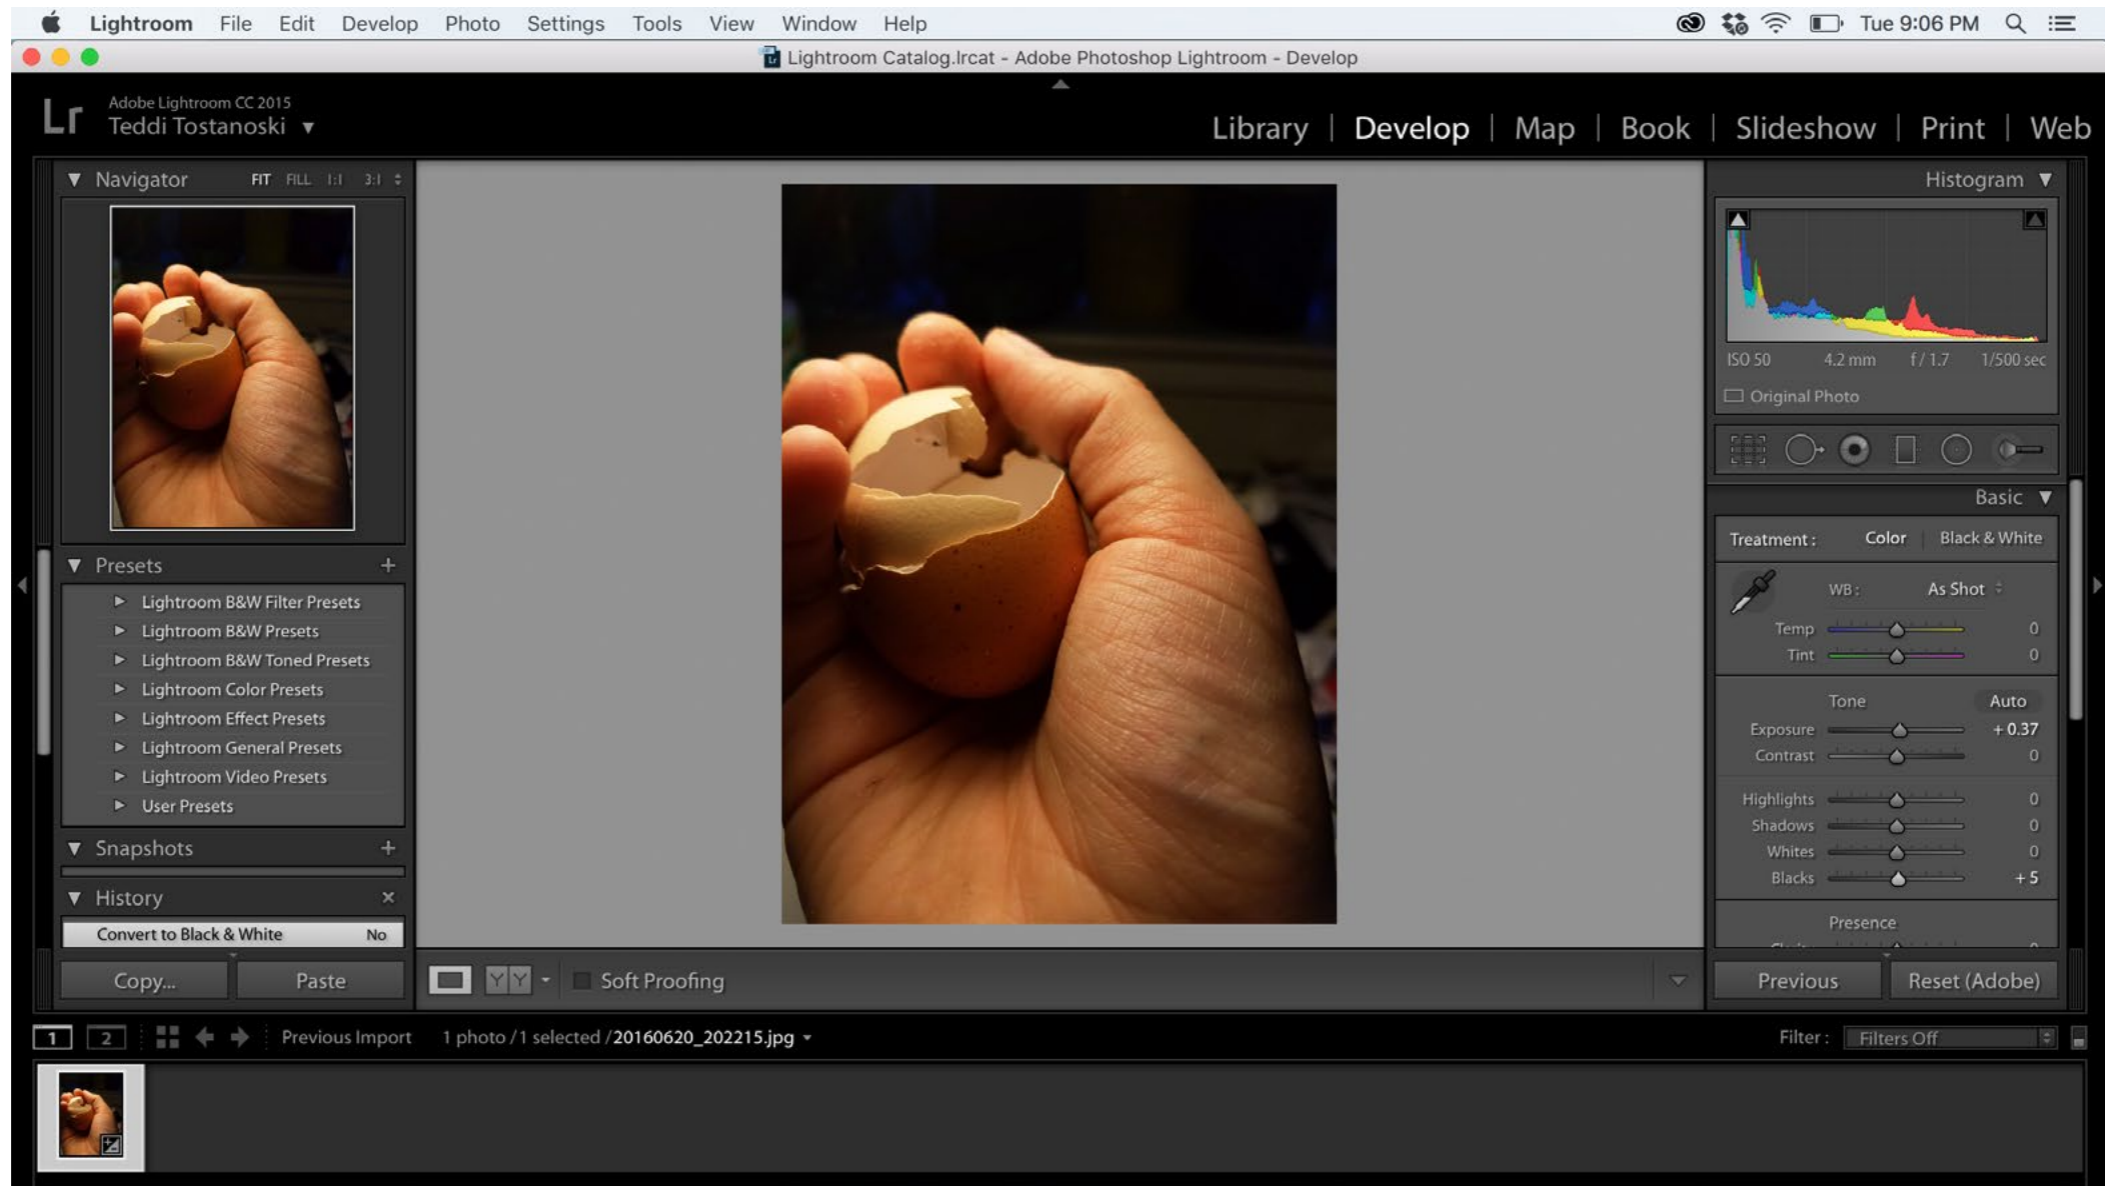 Lightroom File Edit Develop Photo Settings Tools View Window Help Tue 9:06 PM
Lightroom Catalog.lrcat - Adobe Photoshop Lightroom - Develop
Lr Adobe Lightroom CC 2015
Teddi Tostanoski
Library | Develop | Map | Book | Slideshow | Print | Web
Navigator FIT FILL 1:1 3:1
Presets +
Lightroom B&W Filter Presets
Lightroom B&W Presets
Lightroom B&W Toned Presets
Lightroom Color Presets
Lightroom Effect Presets
Lightroom General Presets
Lightroom Video Presets
User Presets
Snapshots +
History ×
Convert to Black & White No
Copy... Paste
Y Y Soft Proofing
Histogram
ISO 50 4.2 mm f / 1.7 1/500 sec
Original Photo
Basic
Treatment : Color Black & White
WB : As Shot
Temp 0
Tint 0
Tone Auto
Exposure + 0.37
Contrast 0
Highlights 0
Shadows 0
Whites 0
Blacks + 5
Presence
Previous Reset (Adobe)
1 2 Previous Import 1 photo / 1 selected / 20160620_202215.jpg Filter : Filters Off